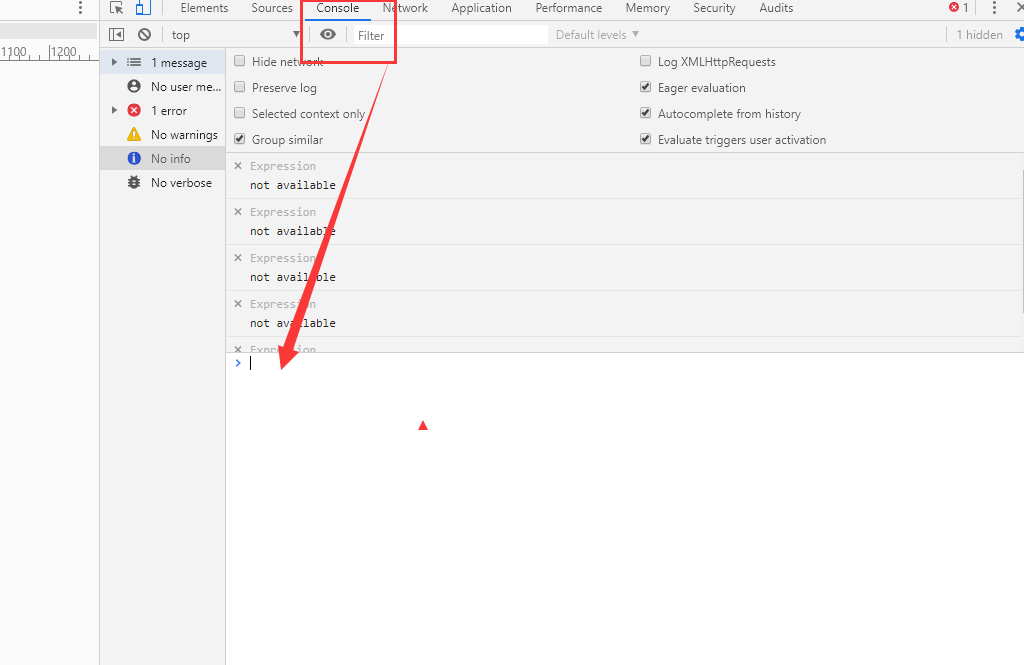 Elements Sources Console Network Application Performance Memory Security Audits 1
top Filter Default levels 1 hidden
1100 1200
1 message
No user me...
1 error
No warnings
No info
No verbose
Hide network Log XMLHttpRequests
Preserve log Eager evaluation
Selected context only Autocomplete from history
Group similar Evaluate triggers user activation
Expression
not available
Expression
not available
Expression
not available
Expression
not available
Expression